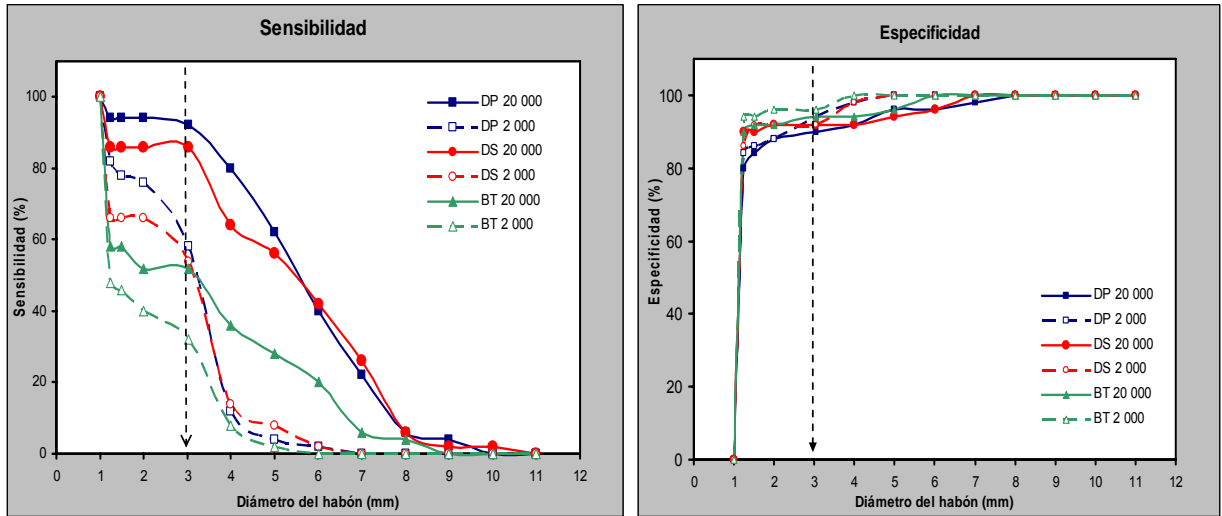 Sensibilidad
Sensibilidad (%)
100
80
60
40
20
0
0 1 2 3 4 5 6 7 8 9 10 11 12
Diámetro del habón (mm)
DP 20 000
DP 2 000
DS 20 000
DS 2 000
BT 20 000
BT 2 000
Especificidad
Especificidad (%)
100
80
60
40
20
0
0 1 2 3 4 5 6 7 8 9 10 11 12
Diámetro del habón (mm)
DP 20 000
DP 2 000
DS 20 000
DS 2 000
BT 20 000
BT 2 000